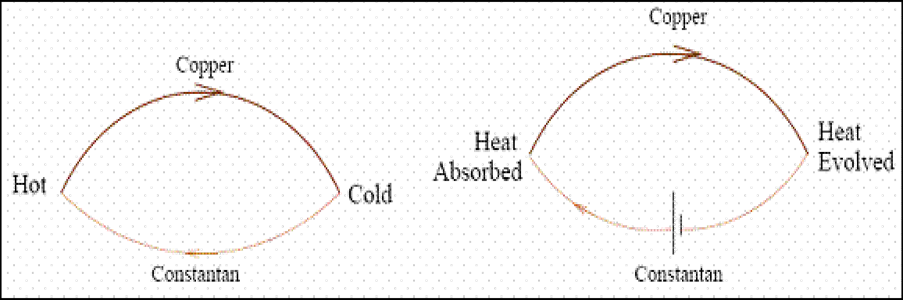 Copper
Hot
Cold
Constantan
Copper
Heat
Absorbed
Heat
Evolved
Constantan